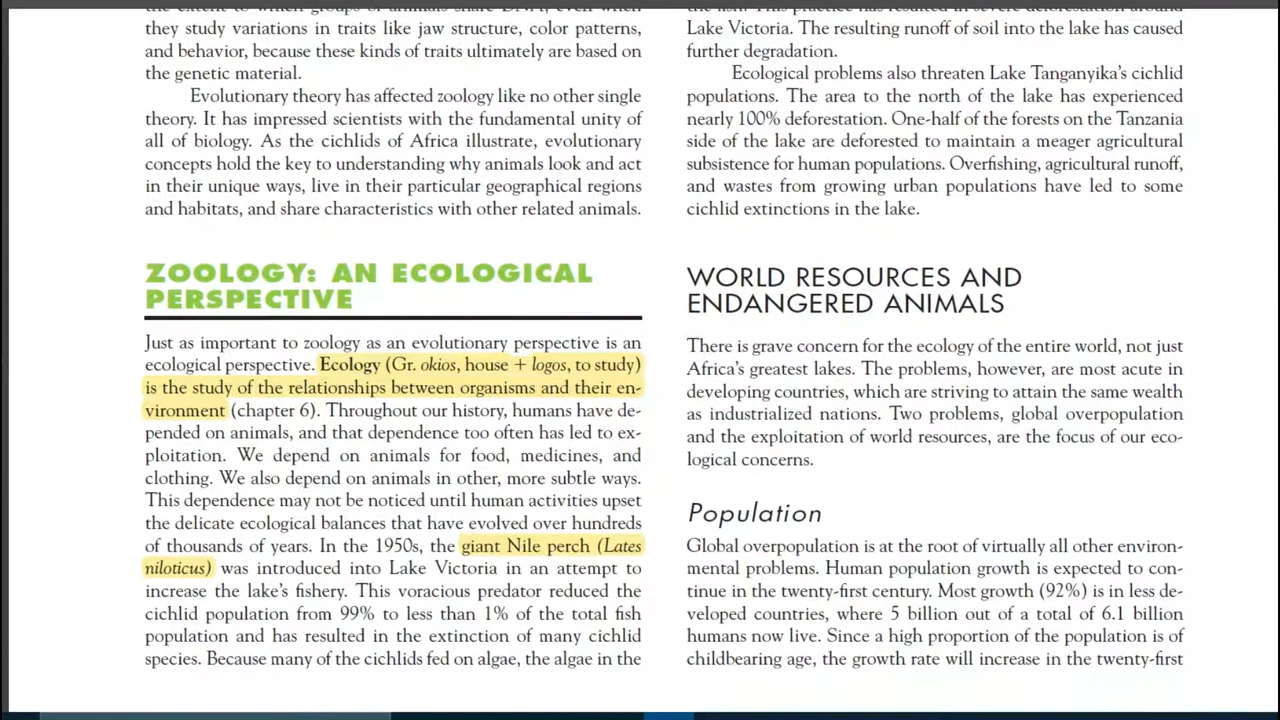 they study variations in traits like jaw structure, color patterns,
and behavior, because these kinds of traits ultimately are based on
the genetic material.
Evolutionary theory has affected zoology like no other single
theory. It has impressed scientists with the fundamental unity of
all of biology. As the cichlids of Africa illustrate, evolutionary
concepts hold the key to understanding why animals look and act
in their unique ways, live in their particular geographical regions
and habitats, and share characteristics with other related animals.
ZOOLOGY: AN ECOLOGICAL
PERSPECTIVE
Just as important to zoology as an evolutionary perspective is an
ecological perspective. Ecology (Gr. okios, house + logos, to study)
is the study of the relationships between organisms and their en-
vironment (chapter 6). Throughout our history, humans have de-
pended on animals, and that dependence too often has led to ex-
ploitation. We depend on animals for food, medicines, and
clothing. We also depend on animals in other, more subtle ways.
This dependence may not be noticed until human activities upset
the delicate ecological balances that have evolved over hundreds
of thousands of years. In the 1950s, the giant Nile perch (Lates
niloticus) was introduced into Lake Victoria in an attempt to
increase the lake's fishery. This voracious predator reduced the
cichlid population from 99% to less than 1% of the total fish
population and has resulted in the extinction of many cichlid
species. Because many of the cichlids fed on algae, the algae in the
Lake Victoria. The resulting runoff of soil into the lake has caused
further degradation.
Ecological problems also threaten Lake Tanganyika's cichlid
populations. The area to the north of the lake has experienced
nearly 100% deforestation. One-half of the forests on the Tanzania
side of the lake are deforested to maintain a meager agricultural
subsistence for human populations. Overfishing, agricultural runoff,
and wastes from growing urban populations have led to some
cichlid extinctions in the lake.
WORLD RESOURCES AND
ENDANGERED ANIMALS
There is grave concern for the ecology of the entire world, not just
Africa's greatest lakes. The problems, however, are most acute in
developing countries, which are striving to attain the same wealth
as industrialized nations. Two problems, global overpopulation
and the exploitation of world resources, are the focus of our eco-
logical concerns.
Population
Global overpopulation is at the root of virtually all other environ-
mental problems. Human population growth is expected to con-
tinue in the twenty-first century. Most growth (92%) is in less de-
veloped countries, where 5 billion out of a total of 6.1 billion
humans now live. Since a high proportion of the population is of
childbearing age, the growth rate will increase in the twenty-first